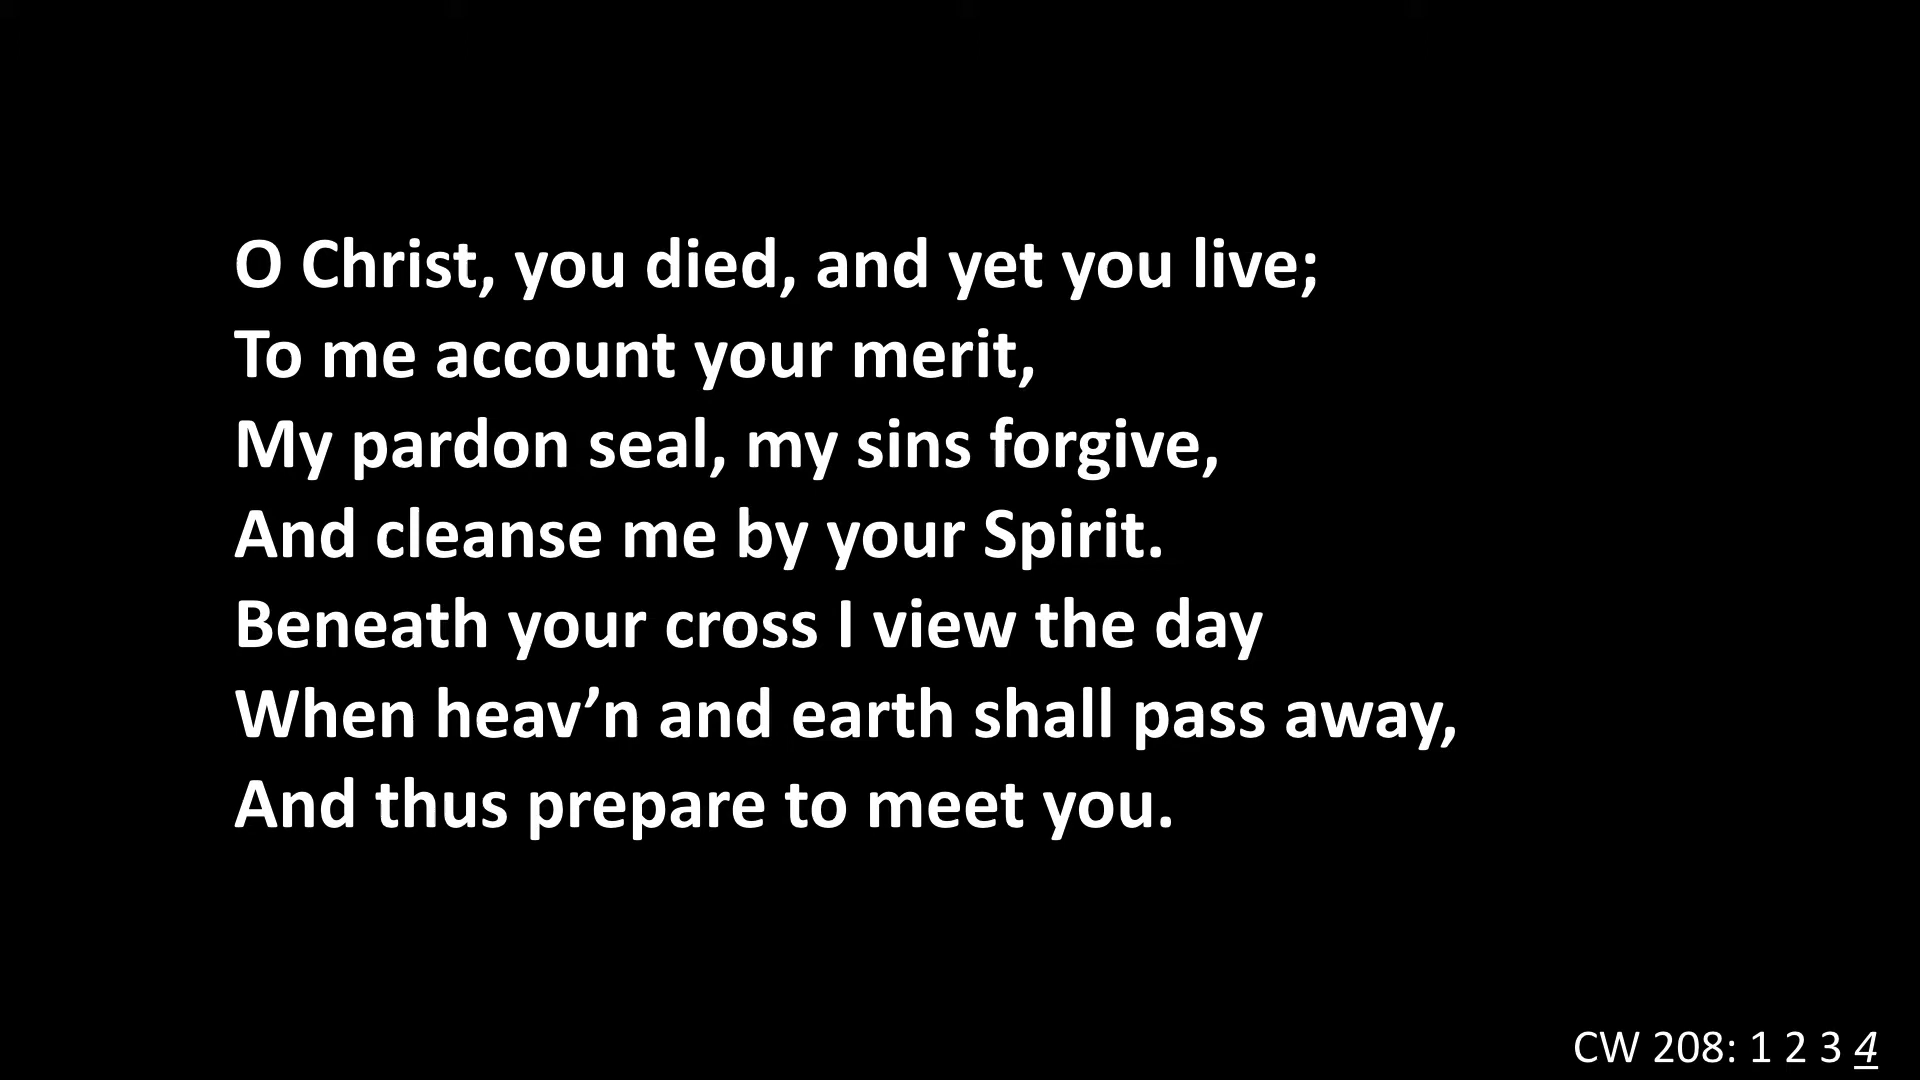 O Christ, you died, and yet you live;
To me account your merit,
My pardon seal, my sins forgive,
And cleanse me by your Spirit.
Beneath your cross I view the day
When heav’n and earth shall pass away,
And thus prepare to meet you.
CW 208: 1 2 3 4